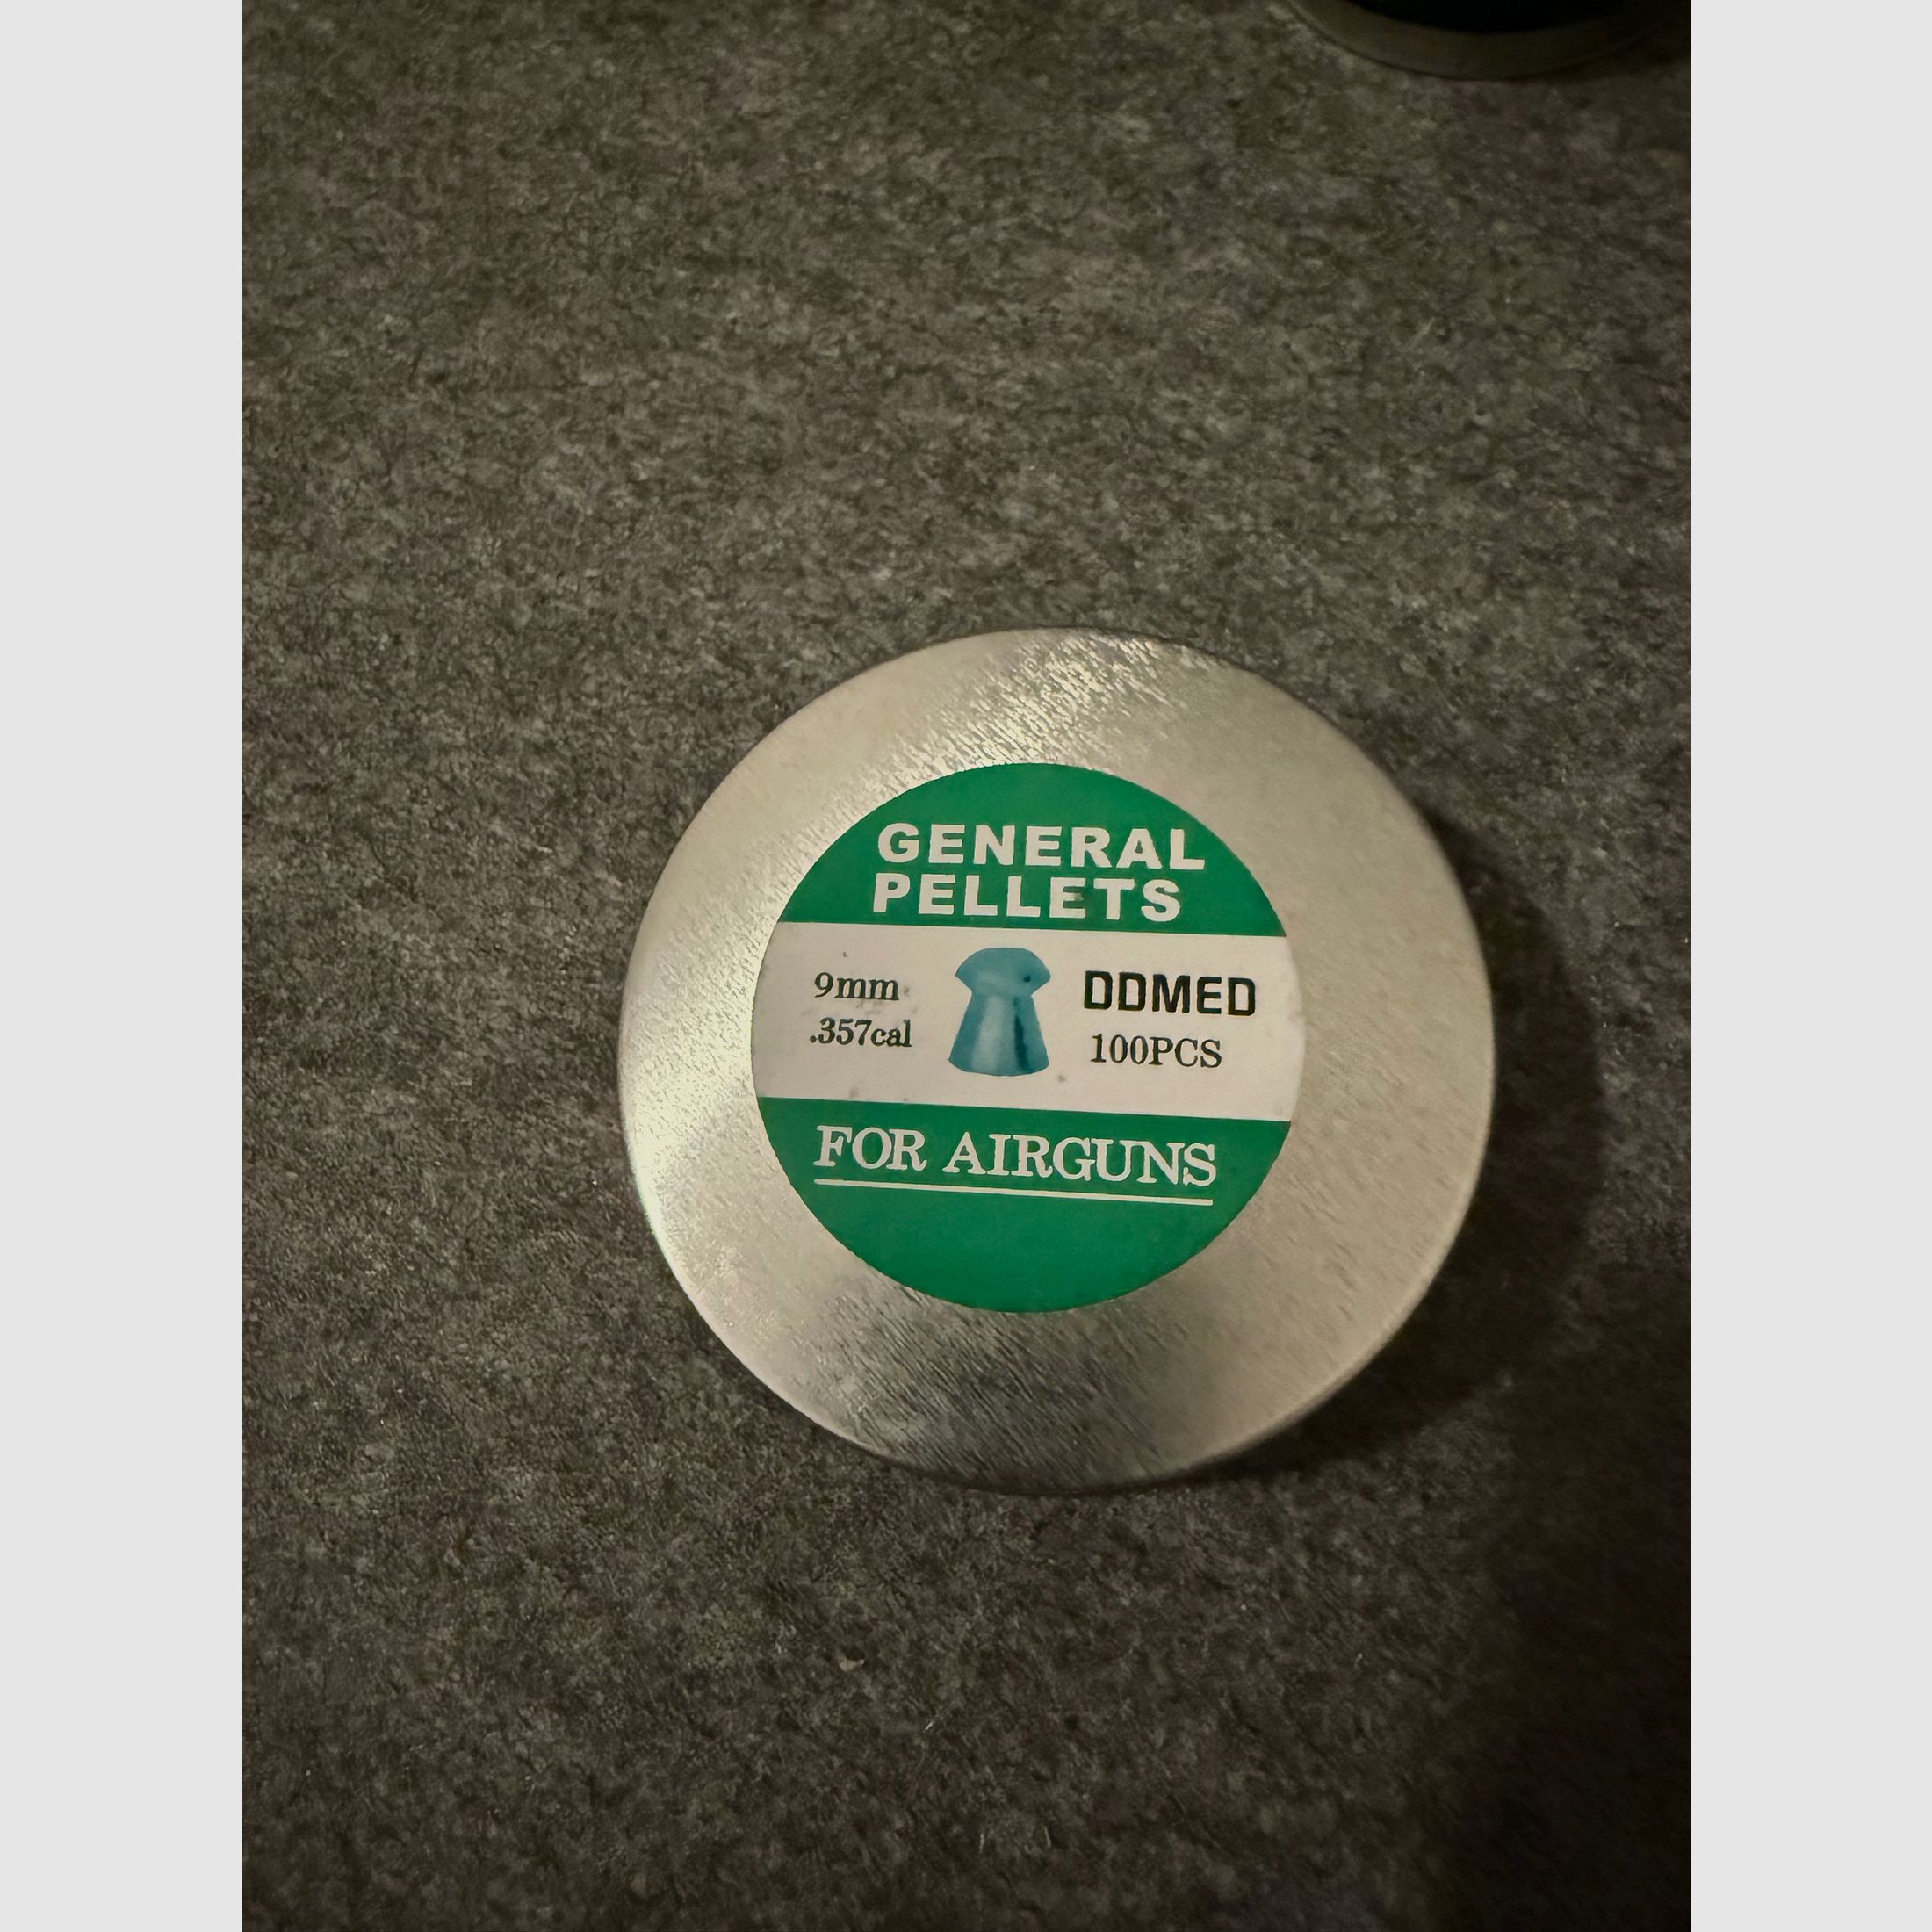 GENERAL
PELLETS
9mm
.357cal
DDMED
100PCS
FOR AIRGUNS